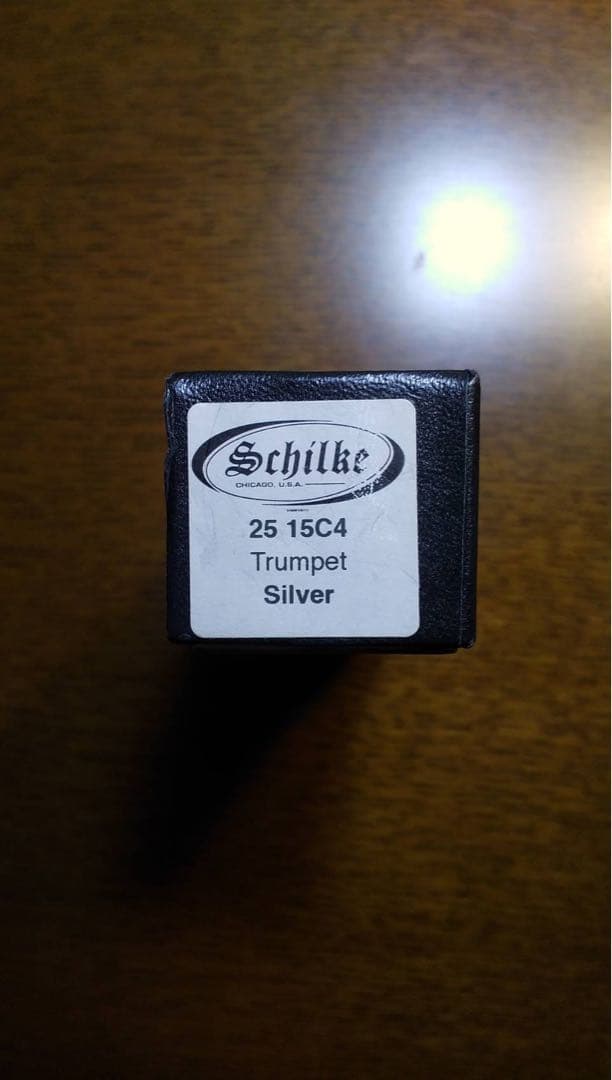 Schilke
CHICAGO, U.S.A.
25 15C4
Trumpet
Silver